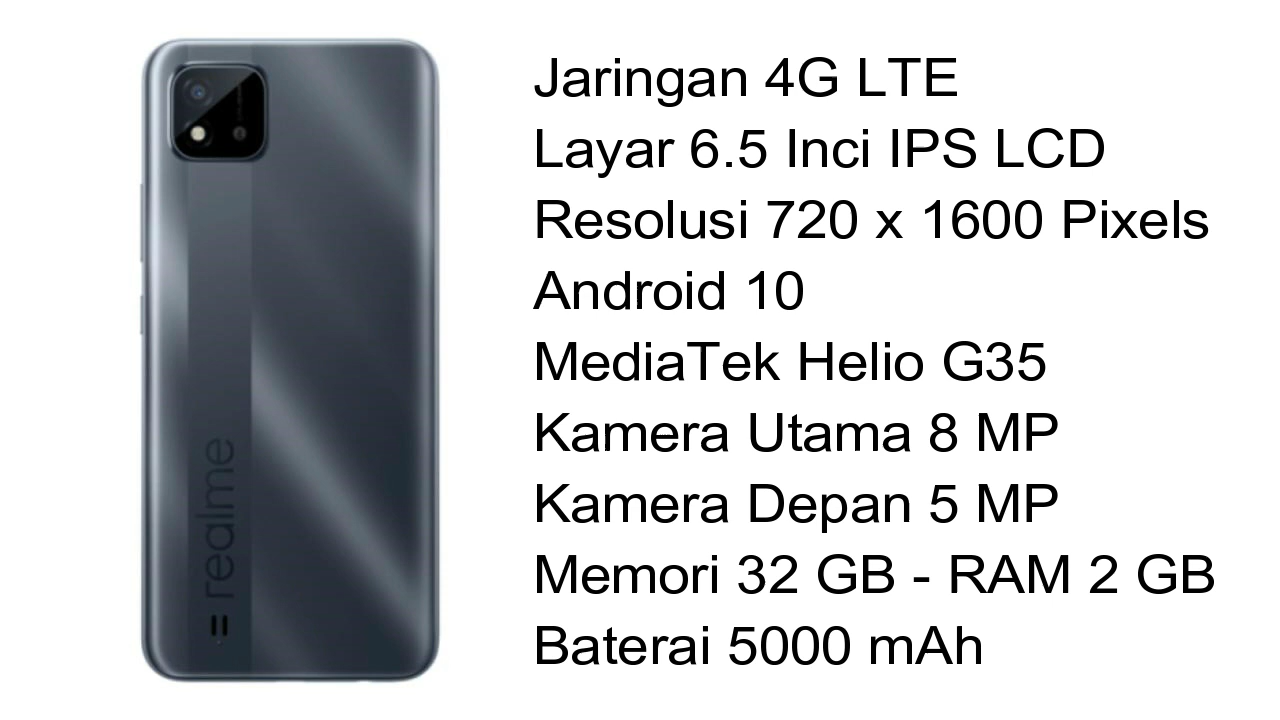 realme
Jaringan 4G LTE
Layar 6.5 Inci IPS LCD
Resolusi 720 x 1600 Pixels
Android 10
MediaTek Helio G35
Kamera Utama 8 MP
Kamera Depan 5 MP
Memori 32 GB - RAM 2 GB
Baterai 5000 mAh